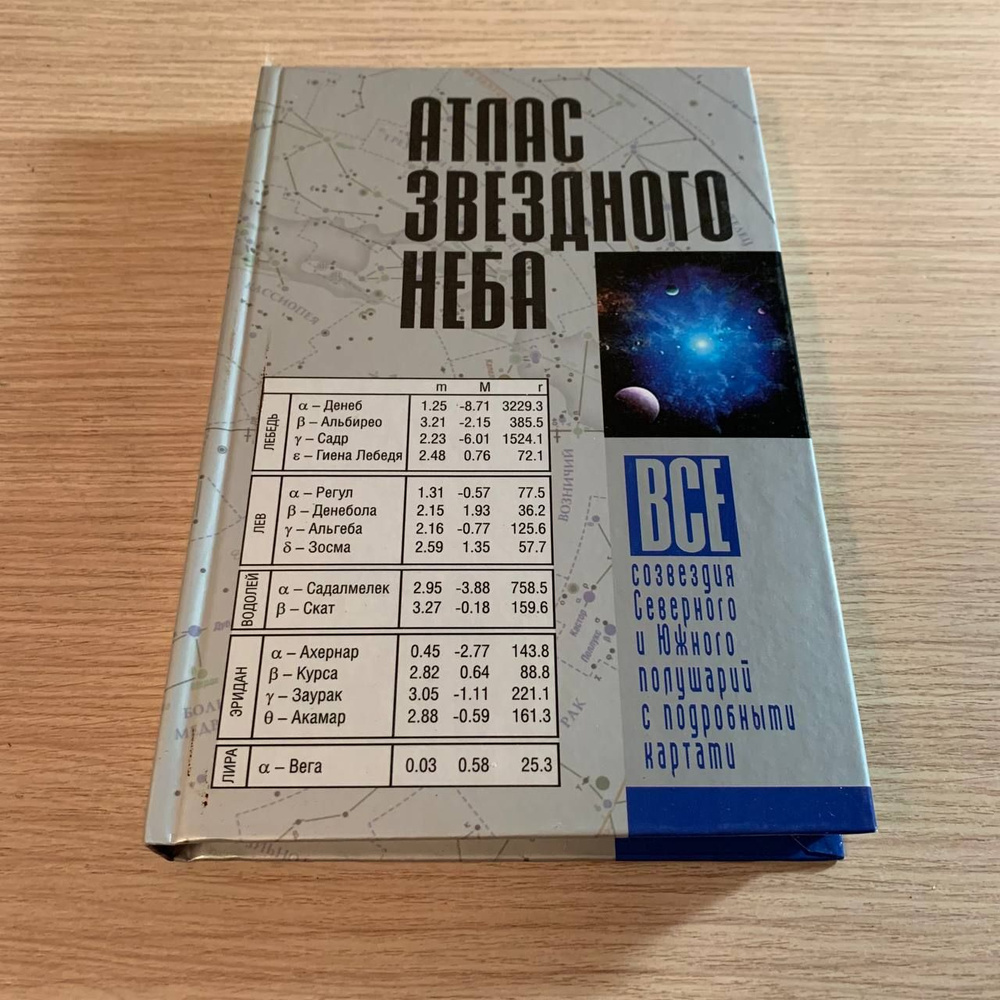 АТЛАС
ЗВЕЗДНОГО
НЕБА
m M r
ЛЕБЕДЬ
α – Денеб 1.25 -8.71 3229.3
β – Альбирео 3.21 -2.15 385.5
γ – Садр 2.23 -6.01 1524.1
ε – Гиена Лебедя 2.48 0.76 72.1
ЛЕВ
α – Регул 1.31 -0.57 77.5
β – Денебола 2.15 1.93 36.2
γ – Альгеба 2.16 -0.77 125.6
δ – Зосма 2.59 1.35 57.7
ВОДОЛЕЙ
α – Садалмелек 2.95 -3.88 758.5
β – Скат 3.27 -0.18 159.6
ЭРИДАН
α – Ахернар 0.45 -2.77 143.8
β – Курса 2.82 0.64 88.8
γ – Заурак 3.05 -1.11 221.1
θ – Акамар 2.88 -0.59 161.3
ЛИРА
α – Вега 0.03 0.58 25.3
ВСЕ
созвездия
Северного
и Южного
полушарий
с подробными
картами
ВОЗНИЧИЙ
Кастор
Поллукс
РАК